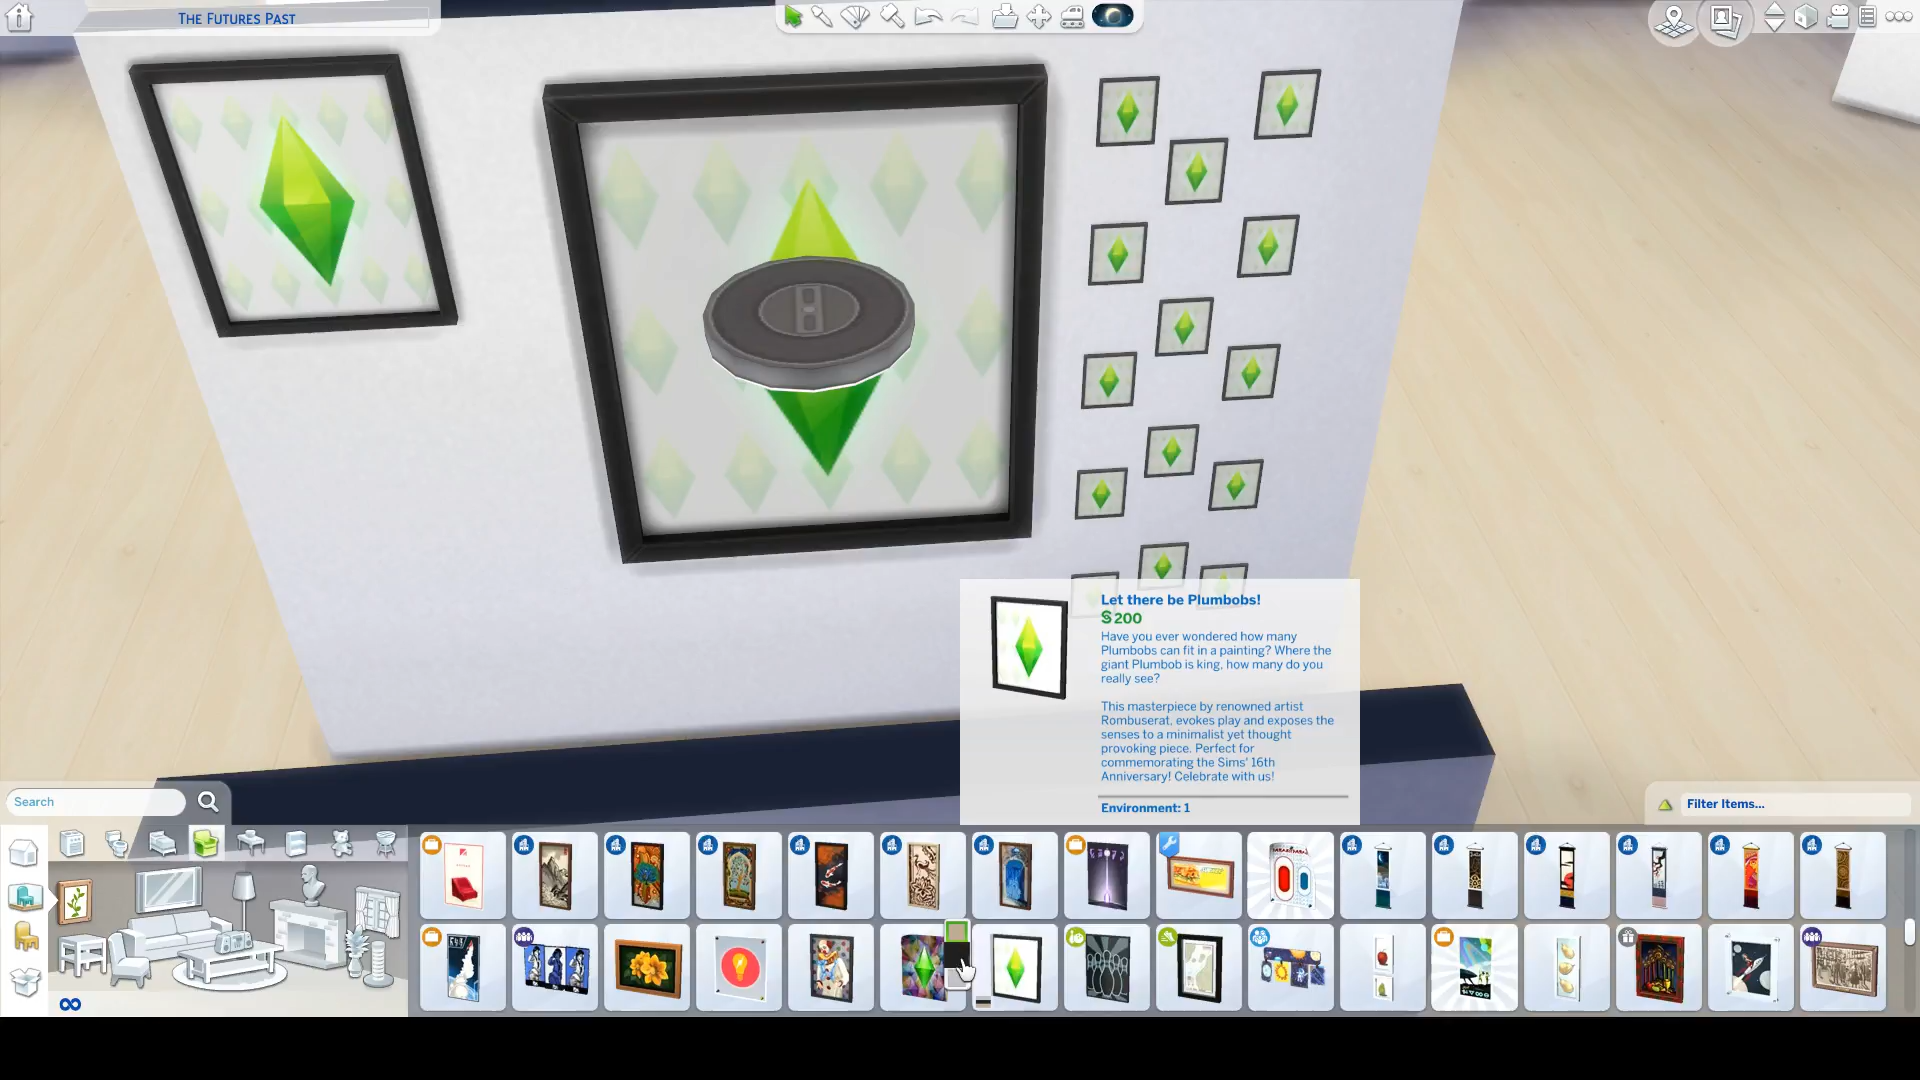 The Futures Past
Let there be Plumbobs!
§200
Have you ever wondered how many
Plumbobs can fit in a painting? Where the
giant Plumbob is king, how many do you
really see?
This masterpiece by renowned artist
Rombuserat, evokes play and exposes the
senses to a minimalist yet thought
provoking piece. Perfect for
commemorating the Sims' 16th
Anniversary! Celebrate with us!
Environment: 1
Search
Filter Items...